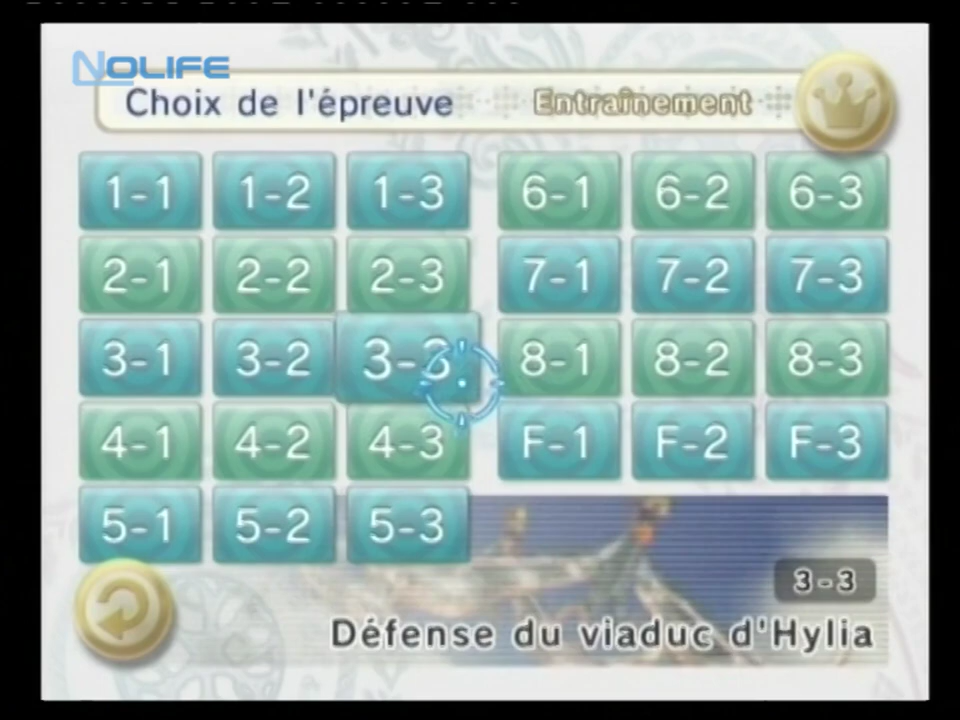 NOLIFE
Choix de l'épreuve Entraînement
1-1 1-2 1-3 6-1 6-2 6-3
2-1 2-2 2-3 7-1 7-2 7-3
3-1 3-2 3-3 8-1 8-2 8-3
4-1 4-2 4-3 F-1 F-2 F-3
5-1 5-2 5-3
3-3
Défense du viaduc d'Hylia